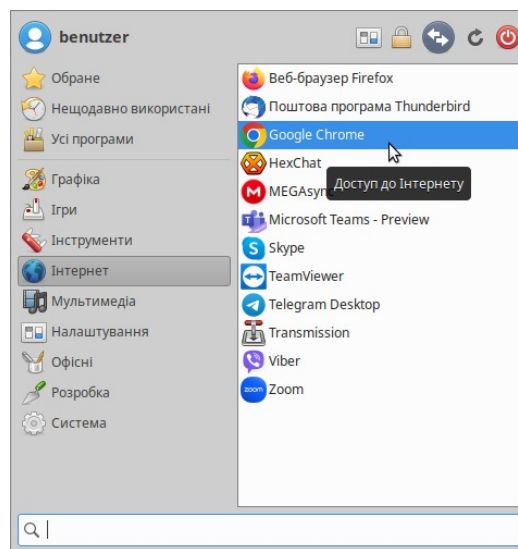 benutzer
Обране
Нещодавно використані
Усі програми
Графіка
Ігри
Інструменти
Інтернет
Мультимедіа
Налаштування
Офісні
Розробка
Система
Веб-браузер Firefox
Поштова програма Thunderbird
Google Chrome
HexChat
MEGAsync
Доступ до Інтернету
Microsoft Teams - Preview
Skype
TeamViewer
Telegram Desktop
Transmission
Viber
zoom Zoom